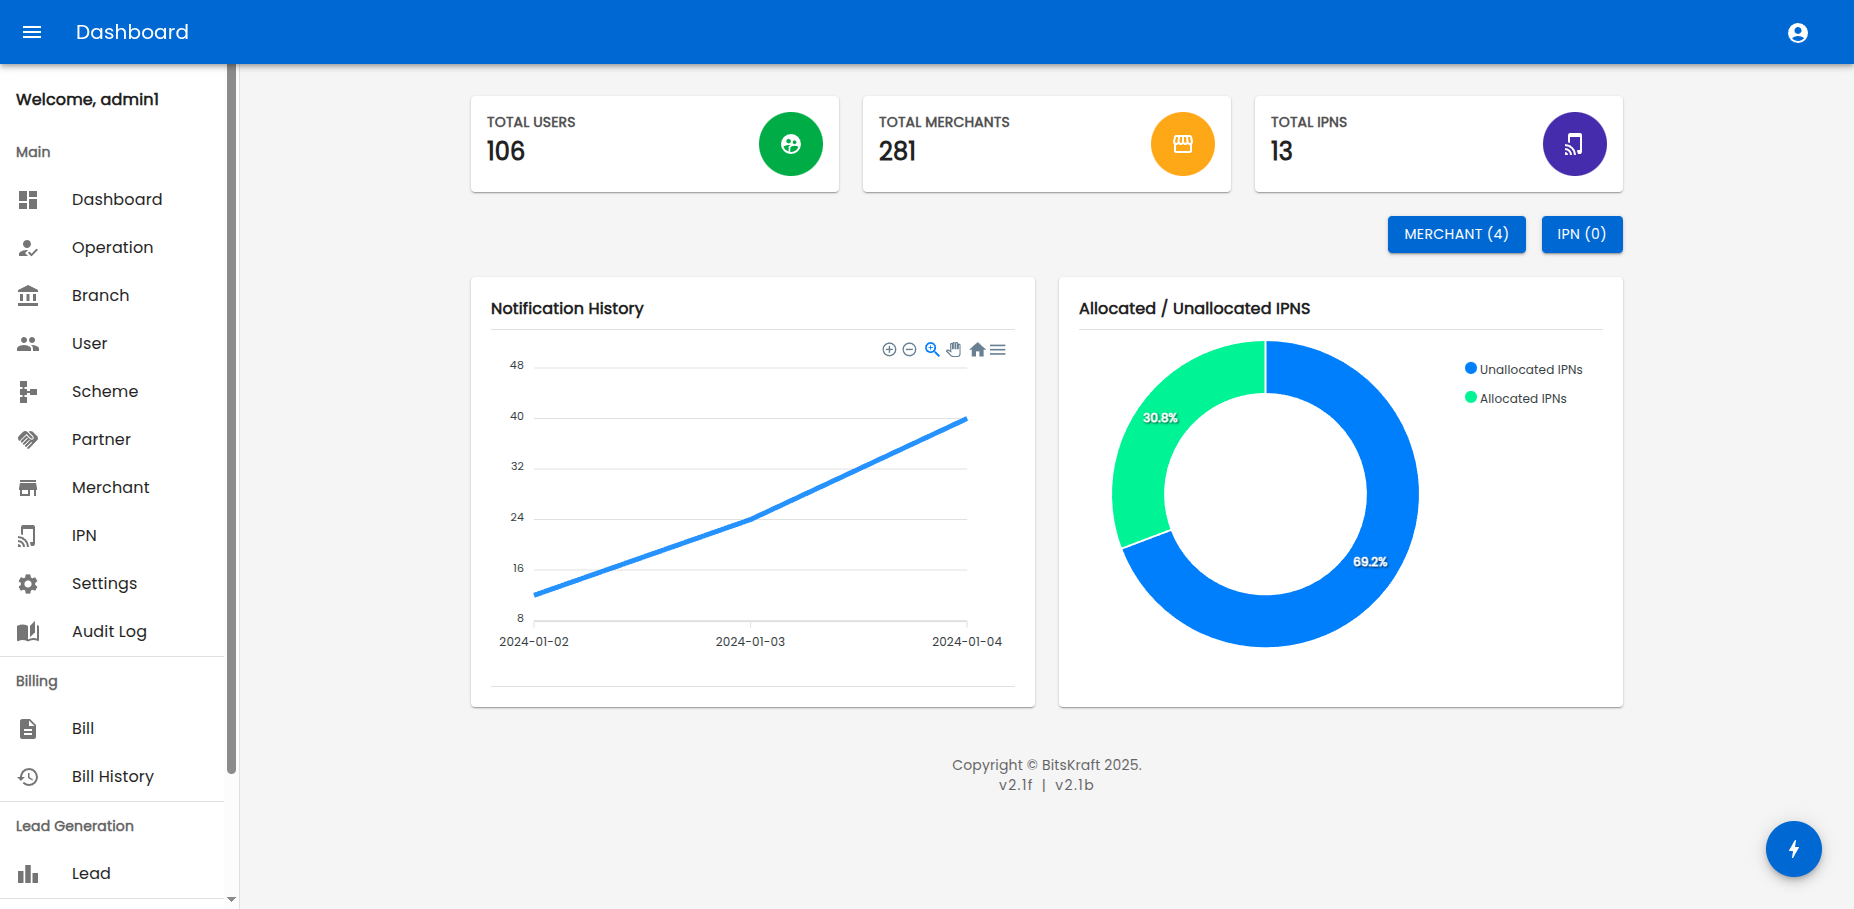 Dashboard
Welcome, admin1
Main
Dashboard
Operation
Branch
User
Scheme
Partner
Merchant
IPN
Settings
Audit Log
Billing
Bill
Bill History
Lead Generation
Lead
TOTAL USERS
106
TOTAL MERCHANTS
281
TOTAL IPNS
13
MERCHANT (4)
IPN (0)
Notification History
48
40
32
24
16
8
2024-01-02
2024-01-03
2024-01-04
Allocated / Unallocated IPNS
Unallocated IPNs
Allocated IPNs
30.8%
69.2%
Copyright © BitsKraft 2025.
v2.1f | v2.1b